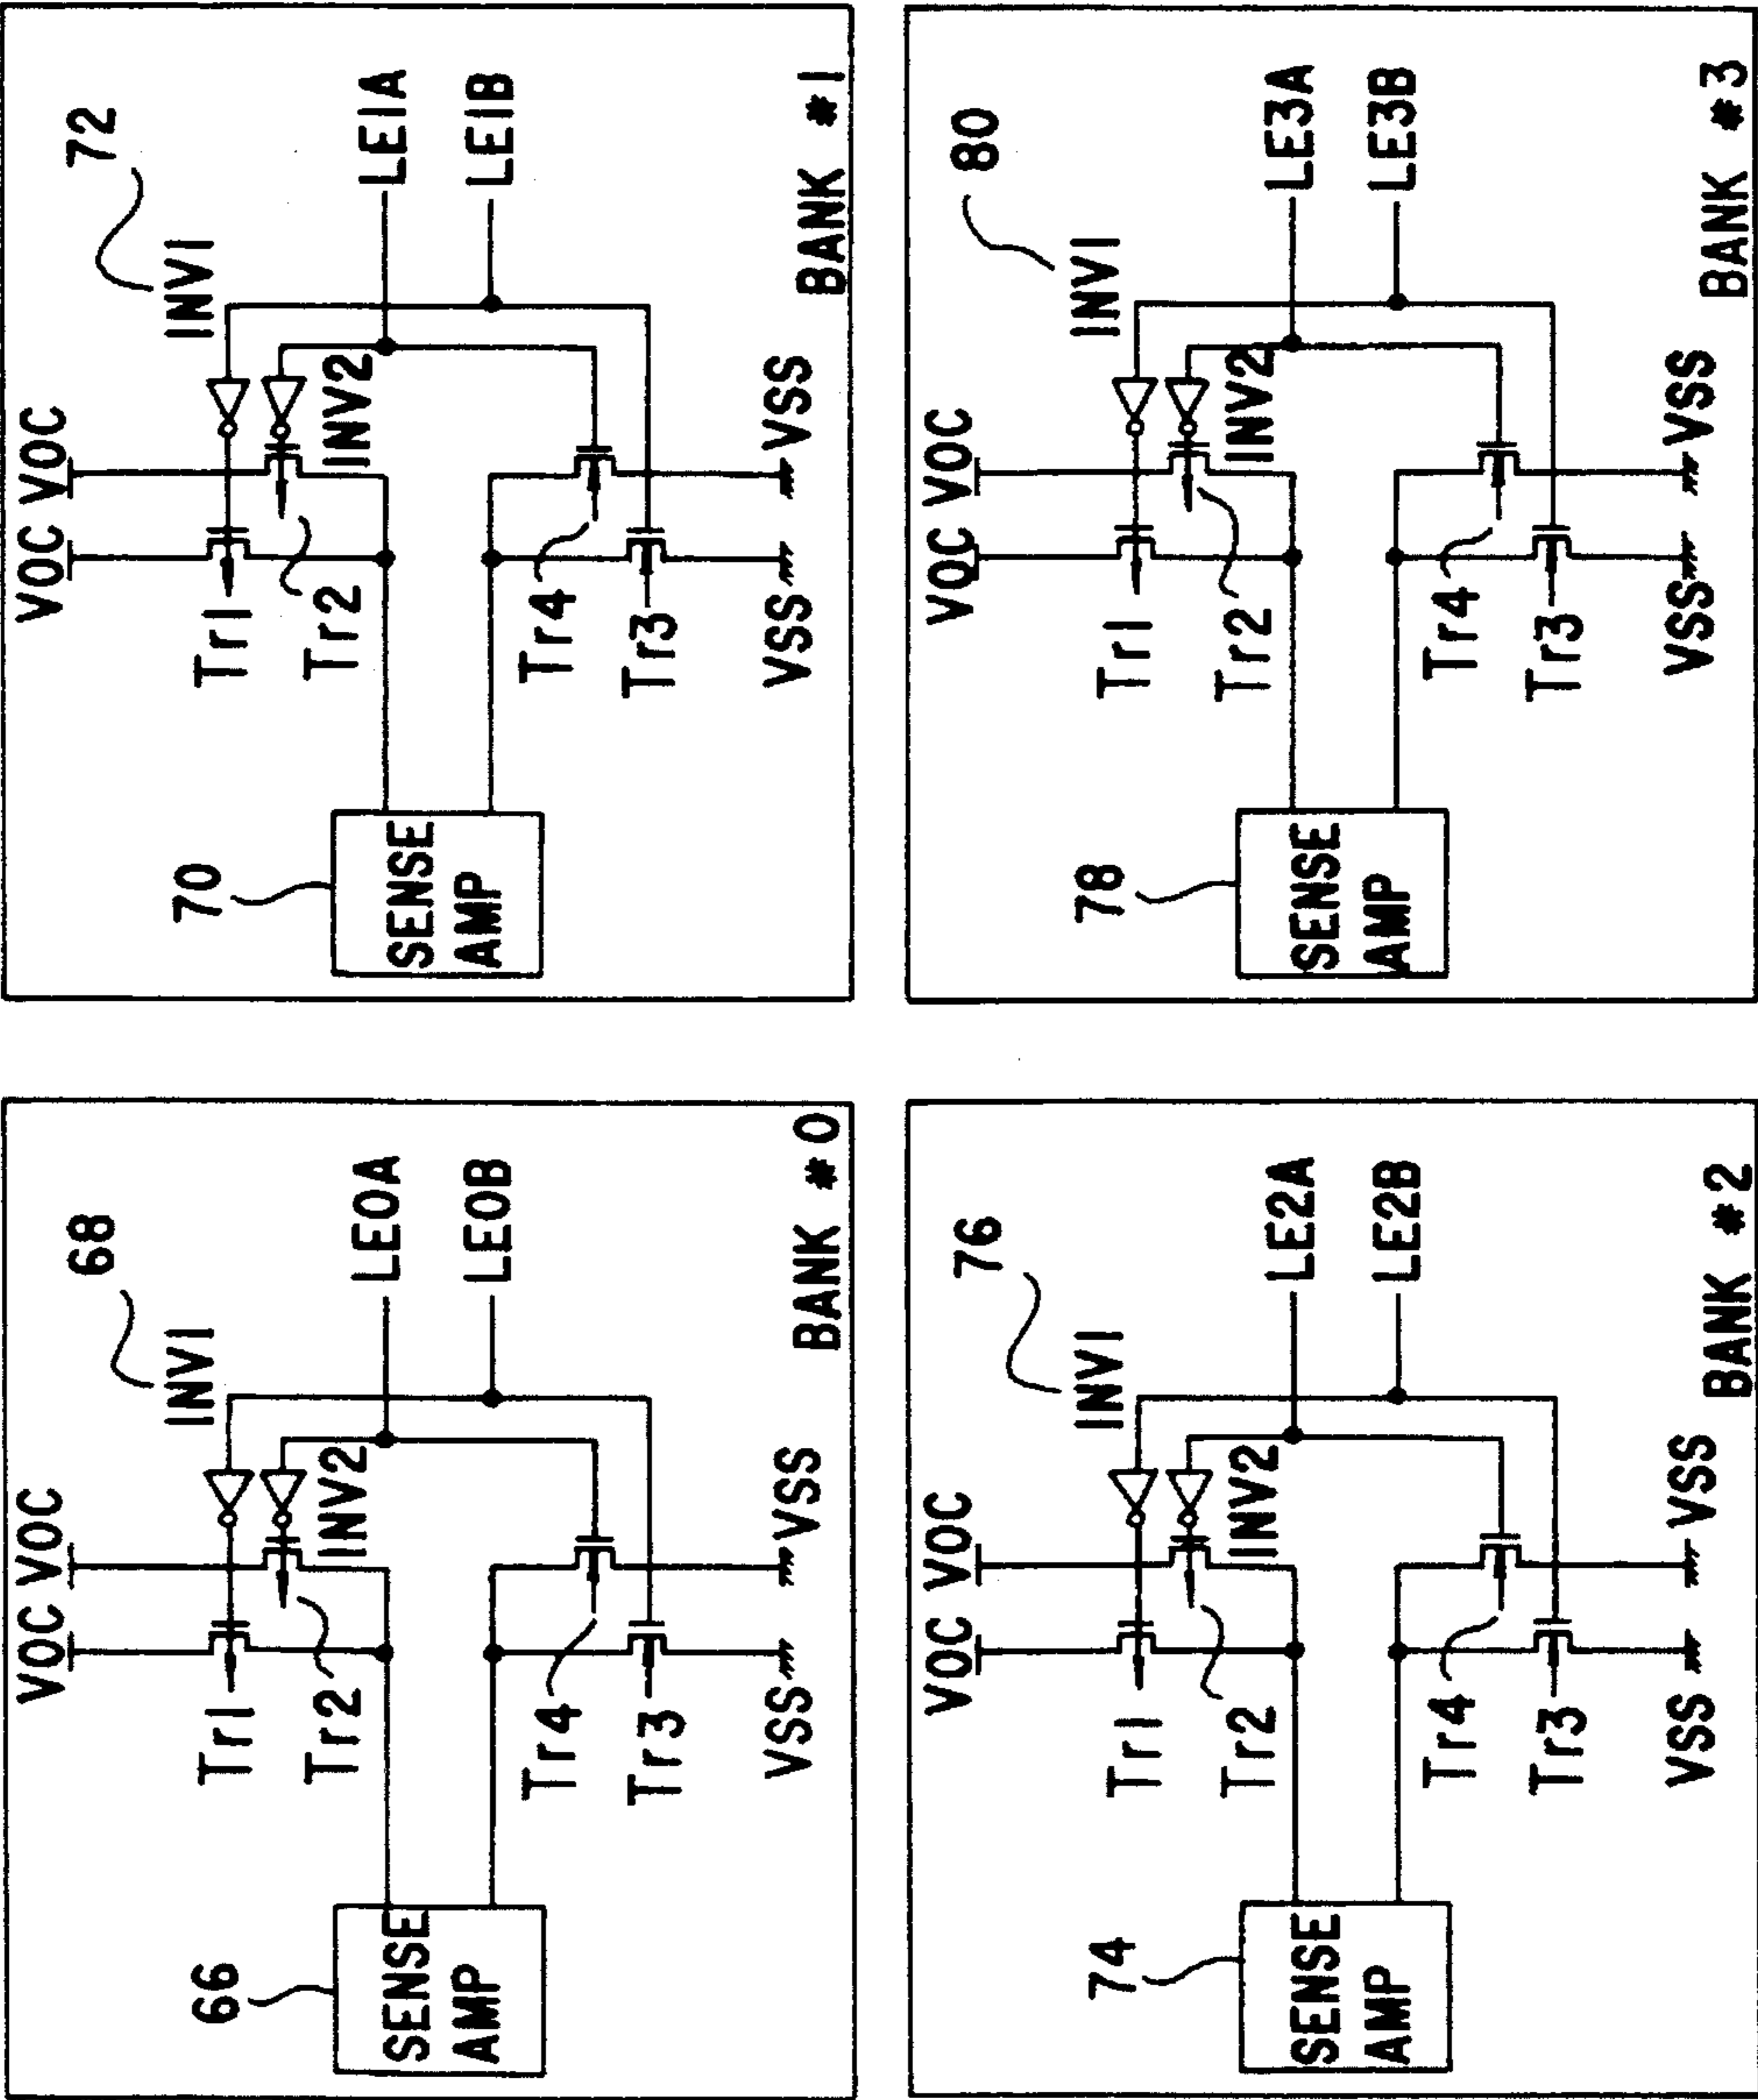 VOC VOC
68
INV1
INV2
Tr1
Tr2
LE0A
66
SENSE
AMP
LE0B
Tr4
Tr3
VSS VSS
BANK #0
VOC VOC
72
INV1
INV2
Tr1
Tr2
LE1A
70
SENSE
AMP
LE1B
Tr4
Tr3
VSS VSS
BANK #1
VOC VOC
76
INV1
INV2
Tr1
Tr2
LE2A
74
SENSE
AMP
LE2B
Tr4
Tr3
VSS VSS
BANK #2
VOC VOC
80
INV1
INV2
Tr1
Tr2
LE3A
78
SENSE
AMP
LE3B
Tr4
Tr3
VSS VSS
BANK #3